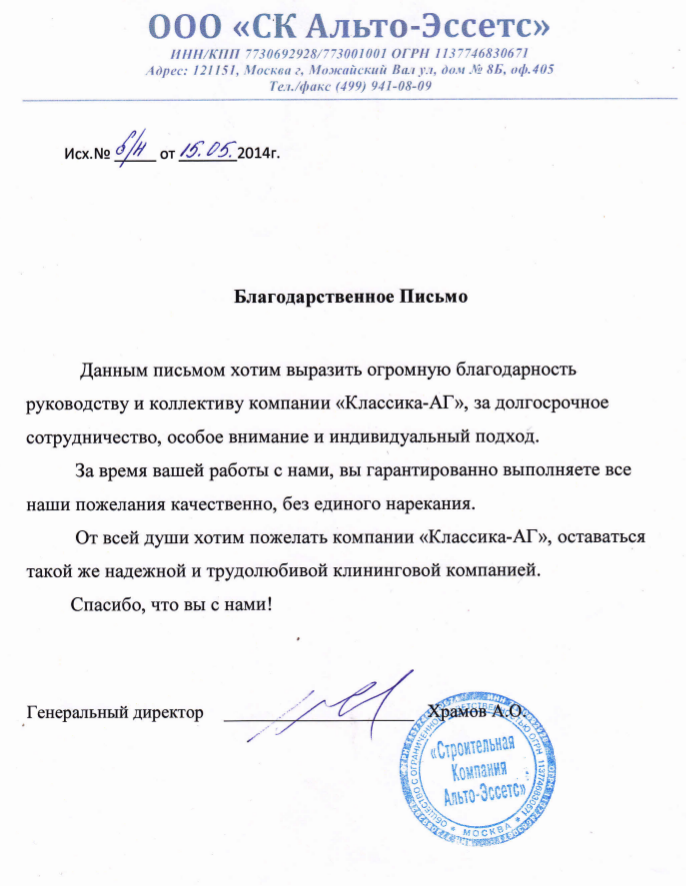 ООО «СК Альто-Эссетс»
ИНН/КПП 7730692928/773001001 ОГРН 1137746830671
Адрес: 121151, Москва г, Можайский Вал ул, дом № 8Б, оф.405
Тел./факс (499) 941-08-09
Исх.№ б/н от 15.05.2014г.
Благодарственное Письмо
Данным письмом хотим выразить огромную благодарность
руководству и коллективу компании «Классика-АГ», за долгосрочное
сотрудничество, особое внимание и индивидуальный подход.
За время вашей работы с нами, вы гарантированно выполняете все
наши пожелания качественно, без единого нарекания.
От всей души хотим пожелать компании «Классика-АГ», оставаться
такой же надежной и трудолюбивой клининговой компанией.
Спасибо, что вы с нами!
Генеральный директор Храмов А.О.
ОБЩЕСТВО С ОГРАНИЧЕННОЙ ОТВЕТСТВЕННОСТЬЮ ОГРН 1137746830671
«Строительная
Компания
Альто-Эссетс»
* МОСКВА *